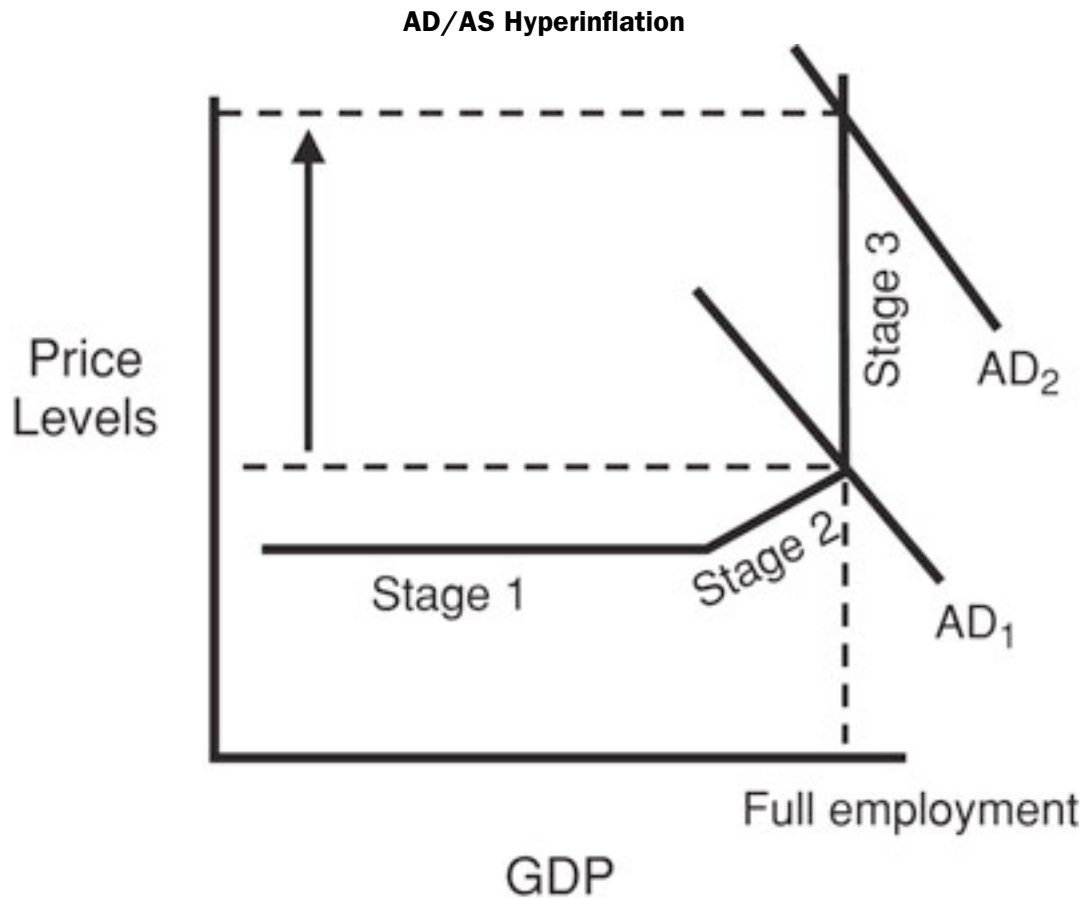 AD/AS Hyperinflation
Stage 3
Price
Levels
AD₂
Stage 1
Stage 2
AD₁
Full employment
GDP